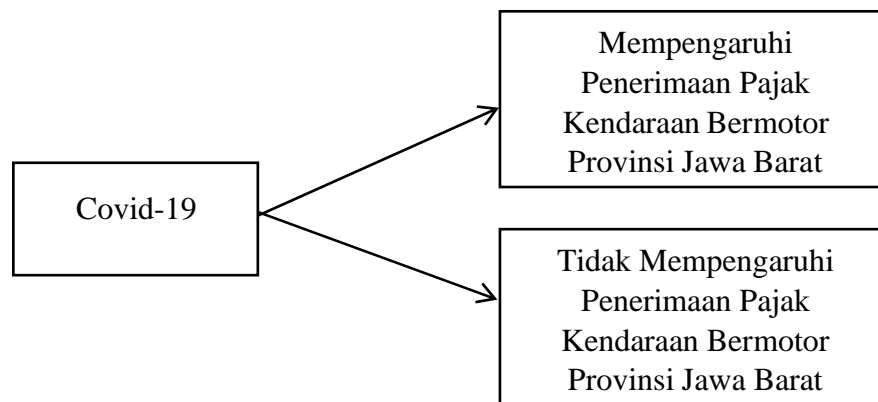 Mempengaruhi
Penerimaan Pajak
Kendaraan Bermotor
Provinsi Jawa Barat
Covid-19
Tidak Mempengaruhi
Penerimaan Pajak
Kendaraan Bermotor
Provinsi Jawa Barat